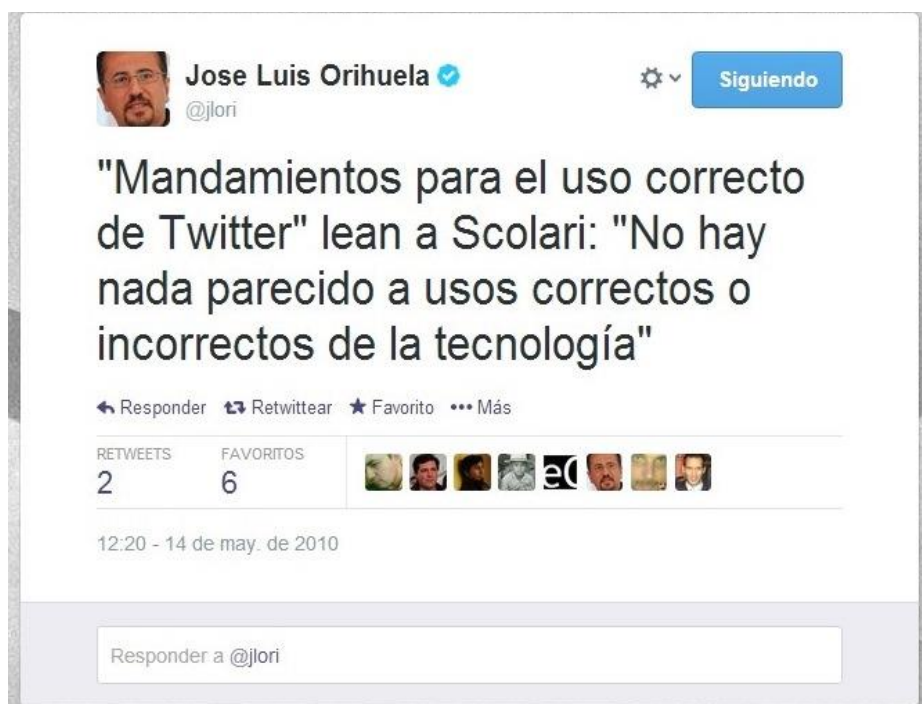 Jose Luis Orihuela
Siguiendo
@jlori
"Mandamientos para el uso correcto
de Twitter" lean a Scolari: "No hay
nada parecido a usos correctos o
incorrectos de la tecnología"
Responder Retwittear Favorito ••• Más
RETWEETS FAVORITOS
2 6
eC
12:20 - 14 de may. de 2010
Responder a @jlori